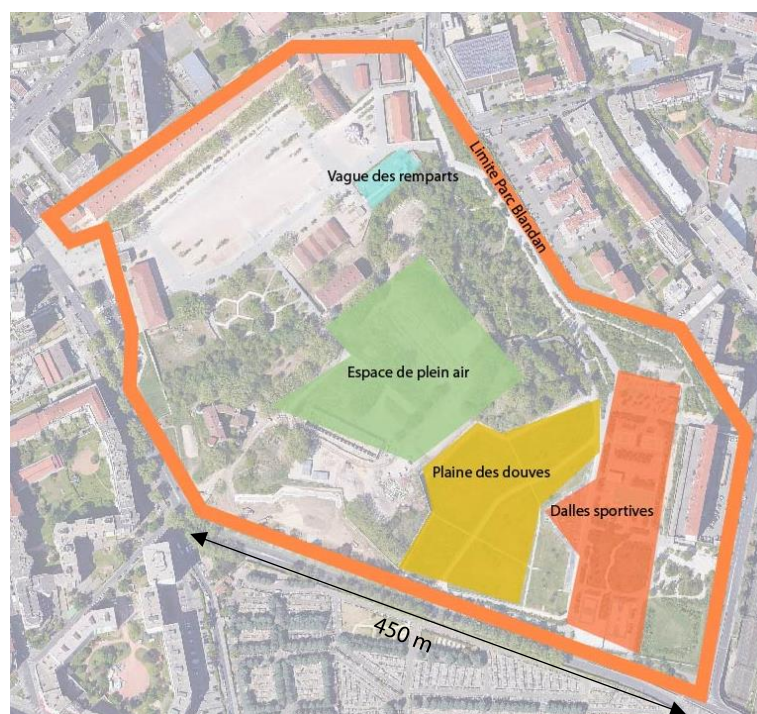 Limite Parc Blandan
Vague des remparts
Espace de plein air
Plaine des douves
Dalles sportives
450 m